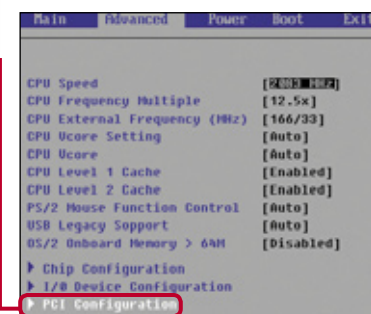 Main Advanced Power Boot Exit
CPU Speed [2083 MHz]
CPU Frequency Multiple [12.5x]
CPU External Frequency (MHz) [166/33]
CPU Vcore Setting [Auto]
CPU Vcore [Auto]
CPU Level 1 Cache [Enabled]
CPU Level 2 Cache [Enabled]
PS/2 Mouse Function Control [Auto]
USB Legacy Sopport [Auto]
OS/2 Onboard Memory > 64M [Disabled]
Chip Configuration
I/O Device Configuration
PCI Configuration